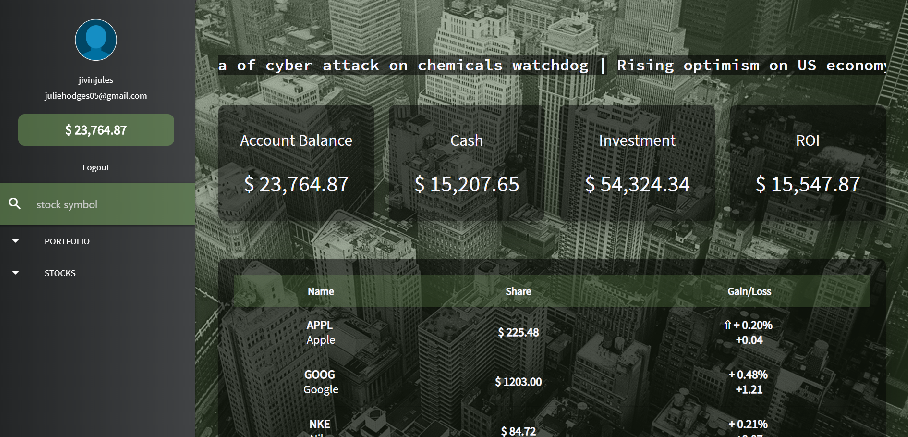 jivinjules
juliehodges05@gmail.com
$ 23,764.87
Logout
stock symbol
PORTFOLIO
STOCKS
a of cyber attack on chemicals watchdog | Rising optimism on US economy
Account Balance
$ 23,764.87
Cash
$ 15,207.65
Investment
$ 54,324.34
ROI
$ 15,547.87
Name Share Gain/Loss
APPL
Apple
$ 225.48
⇧ + 0.20%
+0.04
GOOG
Google
$ 1203.00
+ 0.48%
+1.21
NKE
$ 84.72
+ 0.21%